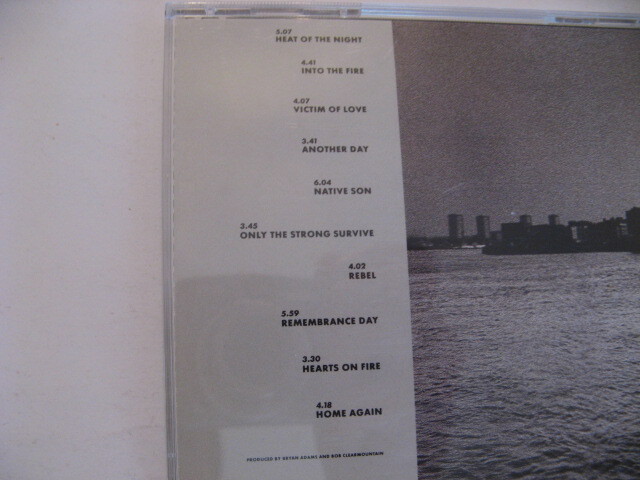 5.07
HEAT OF THE NIGHT
4.41
INTO THE FIRE
4.07
VICTIM OF LOVE
3.41
ANOTHER DAY
6.04
NATIVE SON
3.45
ONLY THE STRONG SURVIVE
4.02
REBEL
5.59
REMEMBRANCE DAY
3.30
HEARTS ON FIRE
4.18
HOME AGAIN
PRODUCED BY BRYAN ADAMS AND BOB CLEARMOUNTAIN